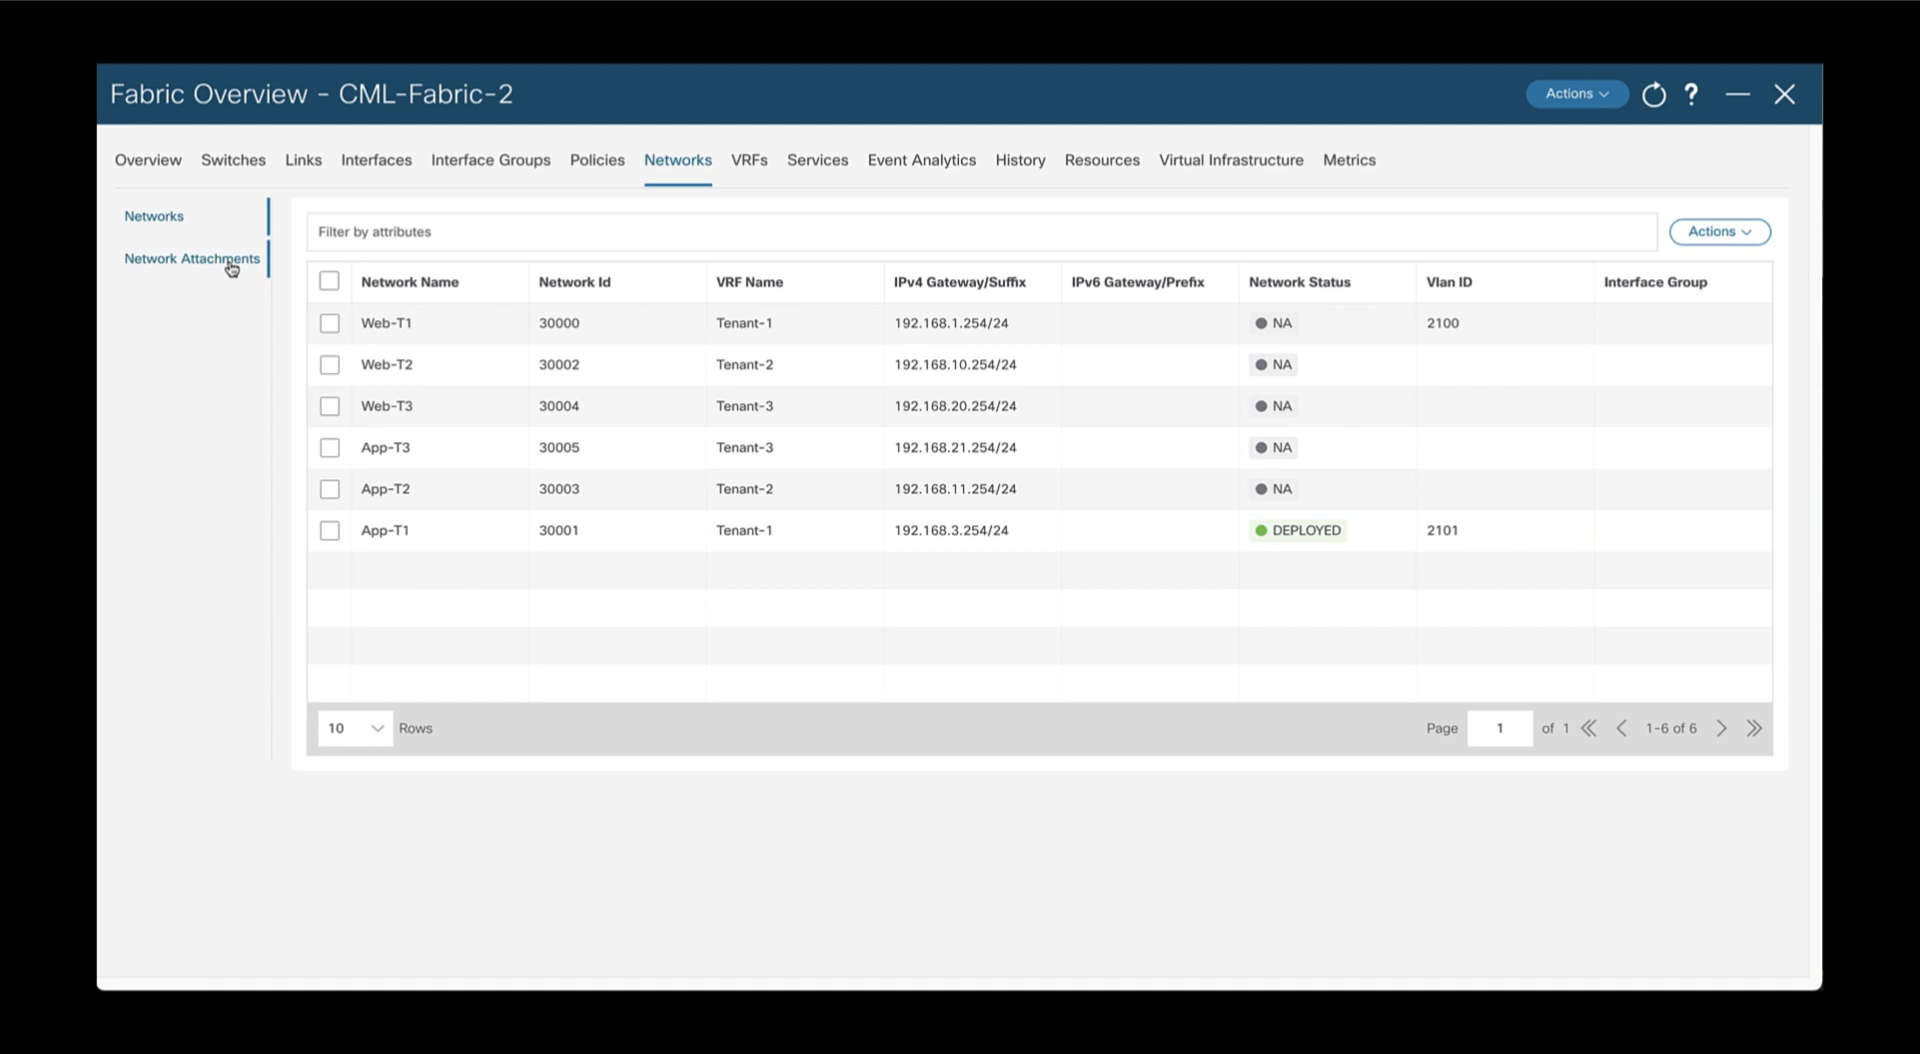 Fabric Overview - CML-Fabric-2
Actions
?
Overview Switches Links Interfaces Interface Groups Policies Networks VRFs Services Event Analytics History Resources Virtual Infrastructure Metrics
Networks
Network Attachments
Filter by attributes
Actions
Network Name Network Id VRF Name IPv4 Gateway/Suffix IPv6 Gateway/Prefix Network Status Vlan ID Interface Group
Web-T1 30000 Tenant-1 192.168.1.254/24 NA 2100
Web-T2 30002 Tenant-2 192.168.10.254/24 NA
Web-T3 30004 Tenant-3 192.168.20.254/24 NA
App-T3 30005 Tenant-3 192.168.21.254/24 NA
App-T2 30003 Tenant-2 192.168.11.254/24 NA
App-T1 30001 Tenant-1 192.168.3.254/24 DEPLOYED 2101
10 Rows
Page 1 of 1 1-6 of 6